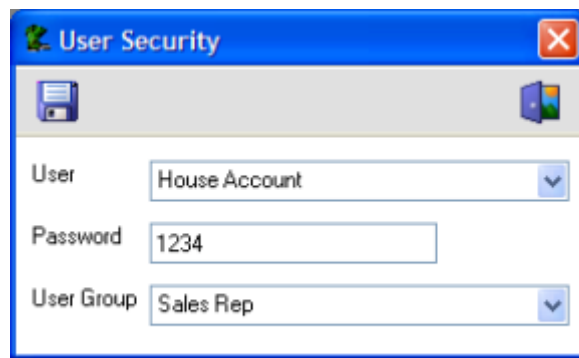 User Security
User House Account
Password 1234
User Group Sales Rep